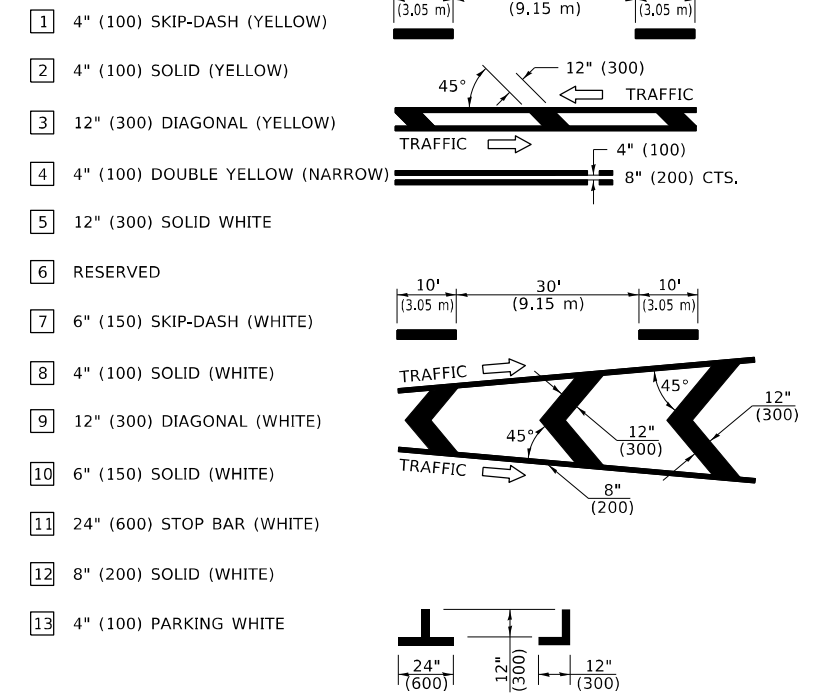 (3.05 m) (9.15 m) (3.05 m)
1 4" (100) SKIP-DASH (YELLOW)
2 4" (100) SOLID (YELLOW)
12" (300)
45°
TRAFFIC
3 12" (300) DIAGONAL (YELLOW)
TRAFFIC
4" (100)
4 4" (100) DOUBLE YELLOW (NARROW)
8" (200) CTS.
5 12" (300) SOLID WHITE
6 RESERVED
10' 30' 10'
(3.05 m) (9.15 m) (3.05 m)
7 6" (150) SKIP-DASH (WHITE)
8 4" (100) SOLID (WHITE)
TRAFFIC
45°
12"
(300)
9 12" (300) DIAGONAL (WHITE)
45°
12"
(300)
10 6" (150) SOLID (WHITE)
TRAFFIC
8"
(200)
11 24" (600) STOP BAR (WHITE)
12 8" (200) SOLID (WHITE)
13 4" (100) PARKING WHITE
24"
(600)
12"
(300)
12"
(300)